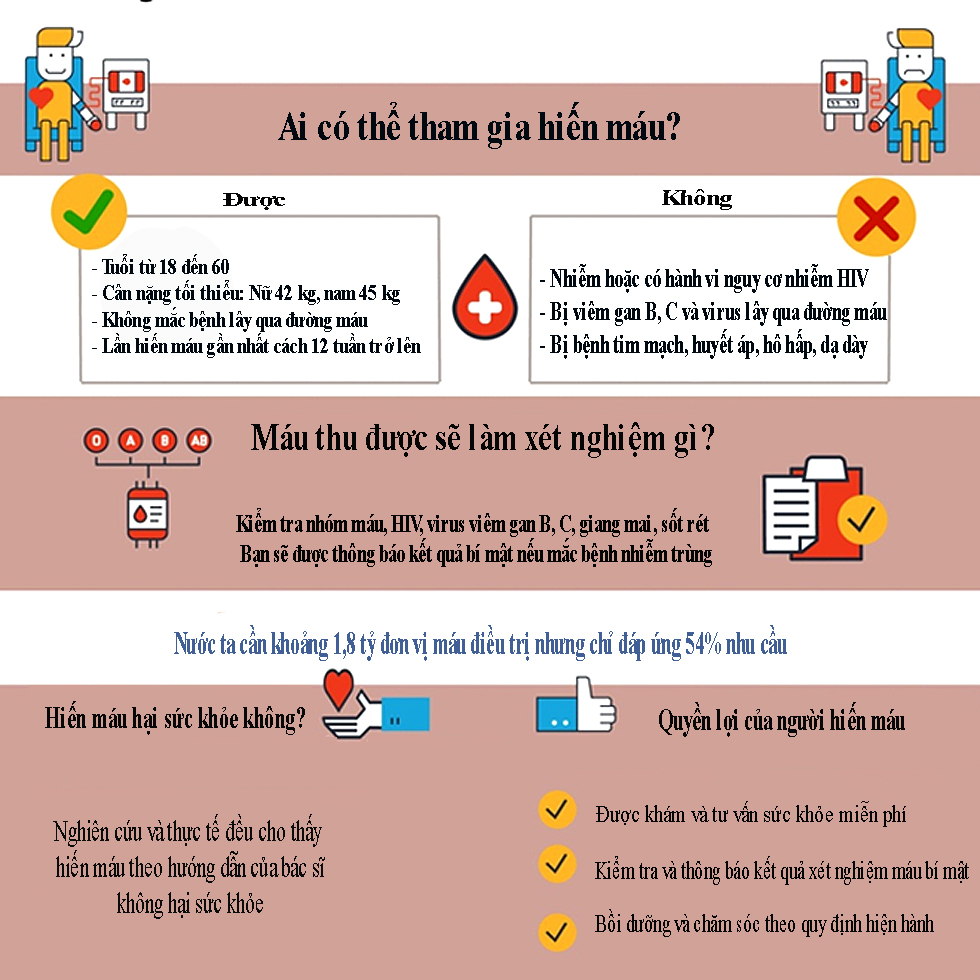 Ai có thể tham gia hiến máu?
Được
- Tuổi từ 18 đến 60
- Cân nặng tối thiểu: Nữ 42 kg, nam 45 kg
- Không mắc bệnh lây qua đường máu
- Lần hiến máu gần nhất cách 12 tuần trở lên
Không
- Nhiễm hoặc có hành vi nguy cơ nhiễm HIV
- Bị viêm gan B, C và virus lây qua đường máu
- Bị bệnh tim mạch, huyết áp, hô hấp, dạ dày
O A B AB
Máu thu được sẽ làm xét nghiệm gì?
Kiểm tra nhóm máu, HIV, virus viêm gan B, C, giang mai, sốt rét
Bạn sẽ được thông báo kết quả bí mật nếu mắc bệnh nhiễm trùng
Nước ta cần khoảng 1,8 tỷ đơn vị máu điều trị nhưng chỉ đáp ứng 54% nhu cầu
Hiến máu hại sức khỏe không?
Nghiên cứu và thực tế đều cho thấy
hiến máu theo hướng dẫn của bác sĩ
không hại sức khỏe
Quyền lợi của người hiến máu
Được khám và tư vấn sức khỏe miễn phí
Kiểm tra và thông báo kết quả xét nghiệm máu bí mật
Bồi dưỡng và chăm sóc theo quy định hiện hành